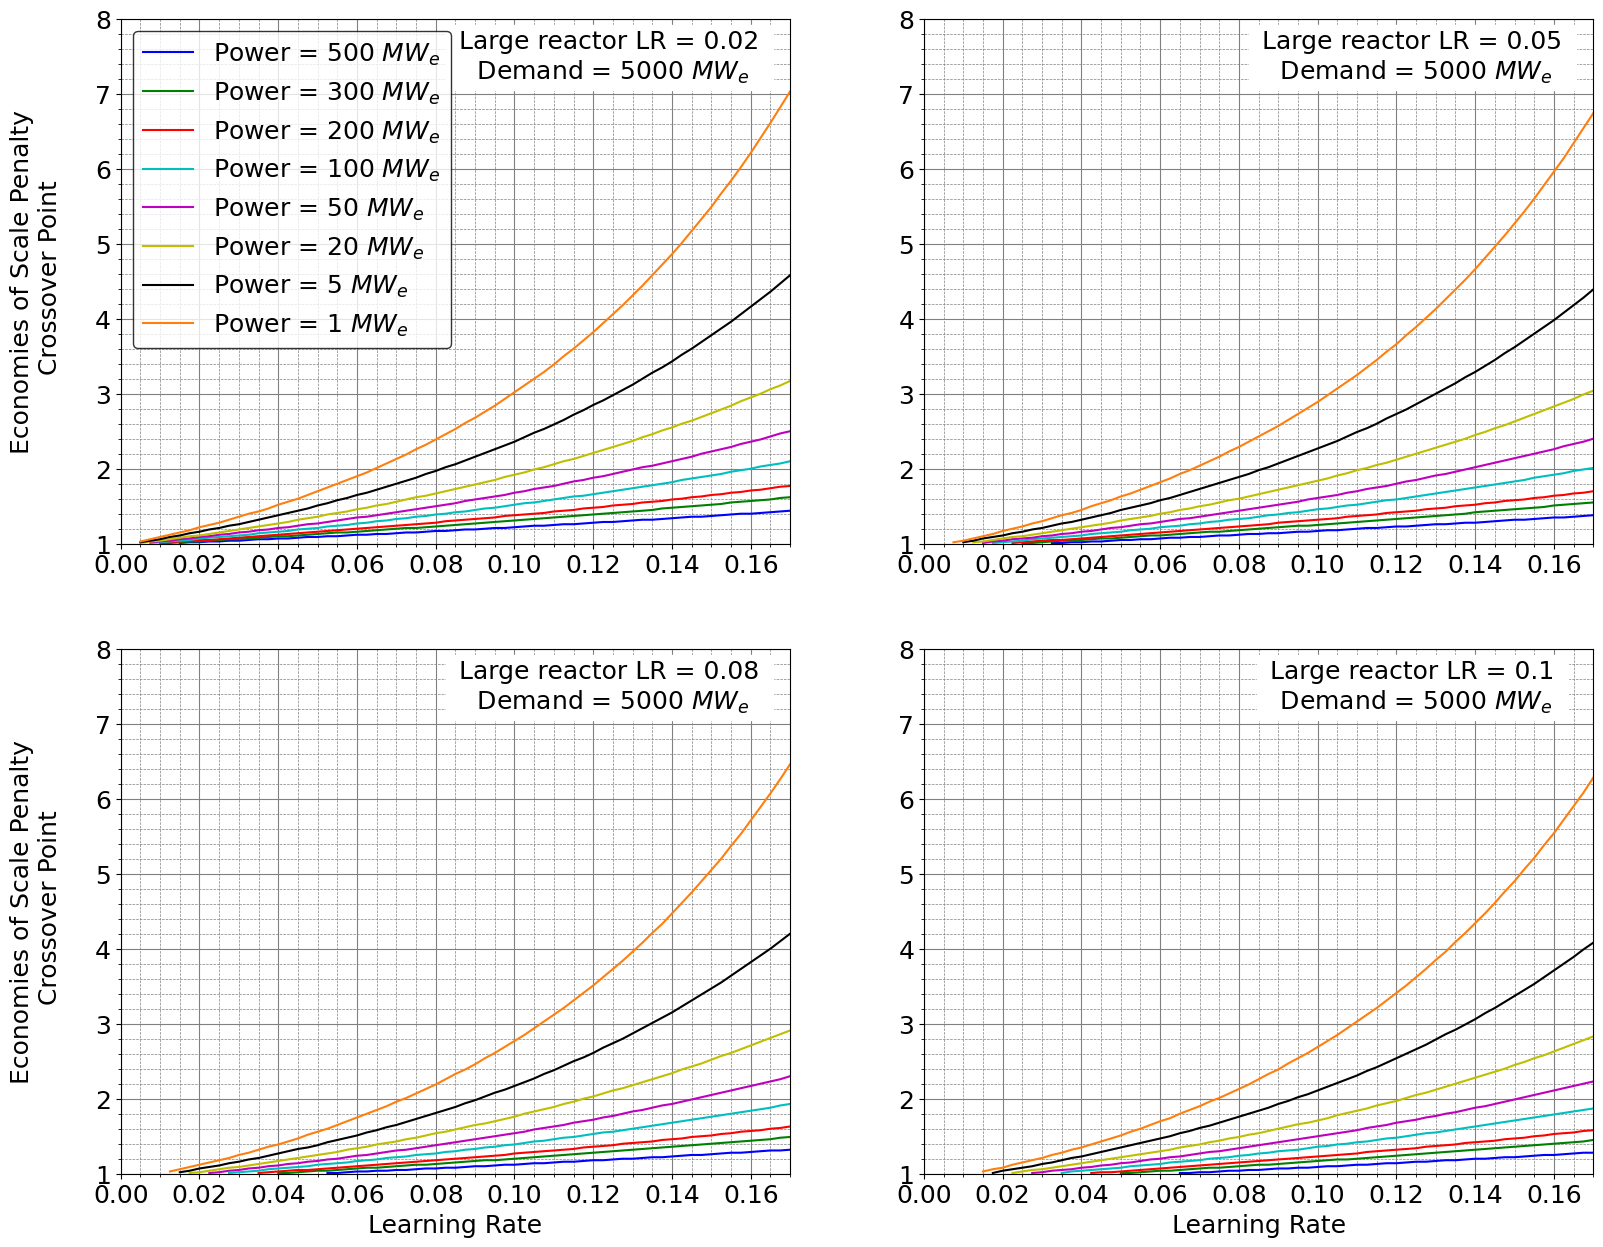 Economies of Scale Penalty
Crossover Point
8
7
6
5
4
3
2
1
0.00 0.02 0.04 0.06 0.08 0.10 0.12 0.14 0.16
Power = 500 MWe
Power = 300 MWe
Power = 200 MWe
Power = 100 MWe
Power = 50 MWe
Power = 20 MWe
Power = 5 MWe
Power = 1 MWe
Large reactor LR = 0.02
Demand = 5000 MWe
8
7
6
5
4
3
2
1
0.00 0.02 0.04 0.06 0.08 0.10 0.12 0.14 0.16
Large reactor LR = 0.05
Demand = 5000 MWe
Economies of Scale Penalty
Crossover Point
8
7
6
5
4
3
2
1
0.00 0.02 0.04 0.06 0.08 0.10 0.12 0.14 0.16
Large reactor LR = 0.08
Demand = 5000 MWe
Learning Rate
8
7
6
5
4
3
2
1
0.00 0.02 0.04 0.06 0.08 0.10 0.12 0.14 0.16
Large reactor LR = 0.1
Demand = 5000 MWe
Learning Rate